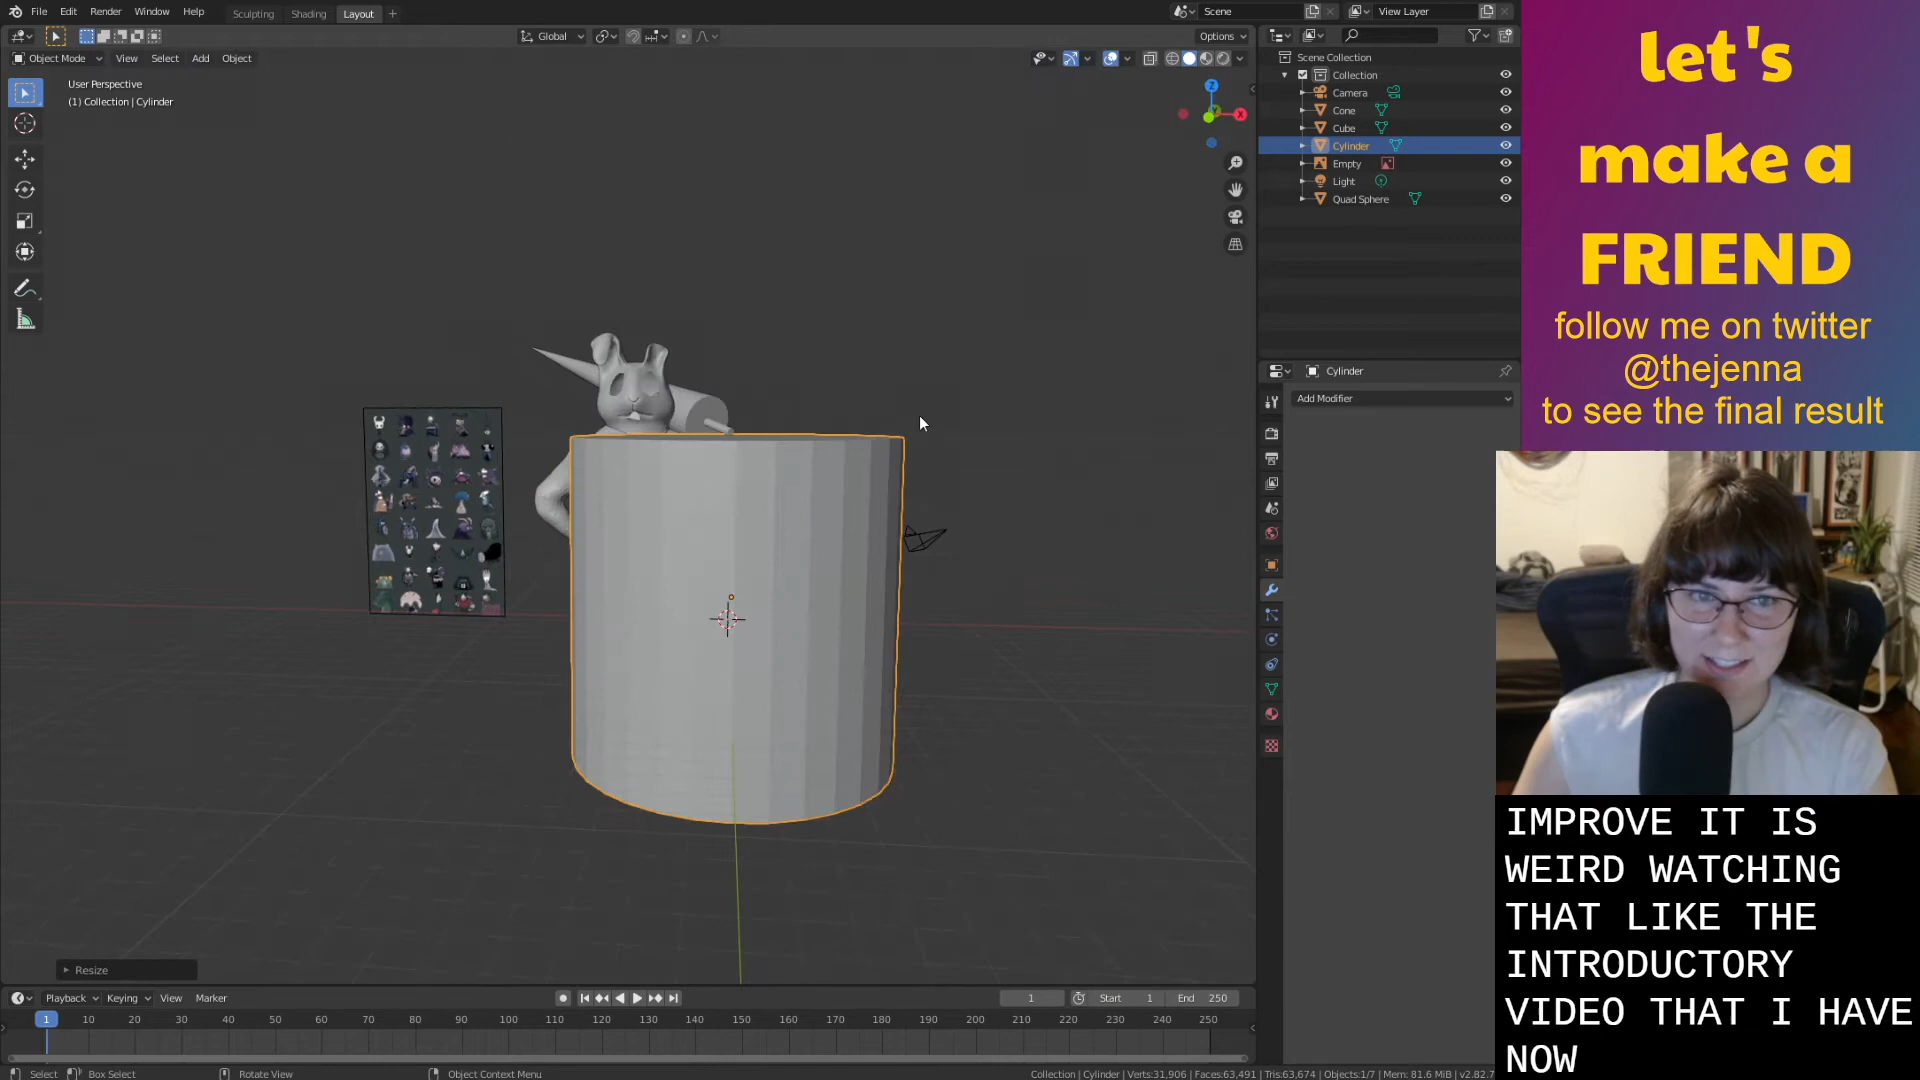 File Edit Render Window Help Sculpting Shading Layout
Scene View Layer
Global Options
Object Mode View Select Add Object
User Perspective
(1) Collection | Cylinder
Z
X
Scene Collection
Collection
Camera
Cone
Cube
Cylinder
Empty
Light
Quad Sphere
Cylinder
Add Modifier
Resize
Playback Keying View Marker
1 Start 1 End 250
1 10 20 30 40 50 60 70 80 90 100 110 120 130 140 150 160 170 180 190 200 210 220 230 240 250
Select Box Select Rotate View Object Context Menu
Collection | Cylinder | Verts:31,906 | Faces:63,491 | Tris:63,674 | Objects:1/7 | Mem: 81.6 MiB | v2.82.7
let's
make a
FRIEND
follow me on twitter
@thejenna
to see the final result
IMPROVE IT IS
WEIRD WATCHING
THAT LIKE THE
INTRODUCTORY
VIDEO THAT I HAVE
NOW